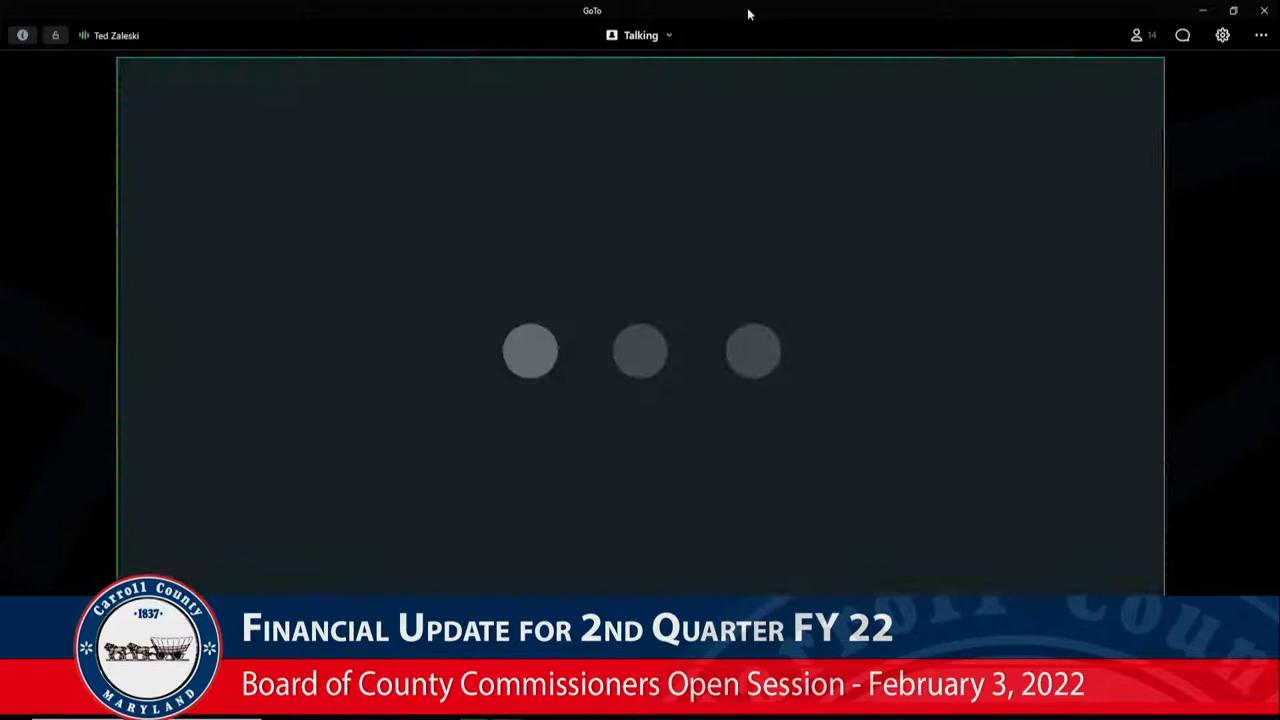 GoTo
Ted Zaleski
Talking
14
Carroll County
·1837·
MARYLAND
FINANCIAL UPDATE FOR 2ND QUARTER FY 22
Board of County Commissioners Open Session - February 3, 2022